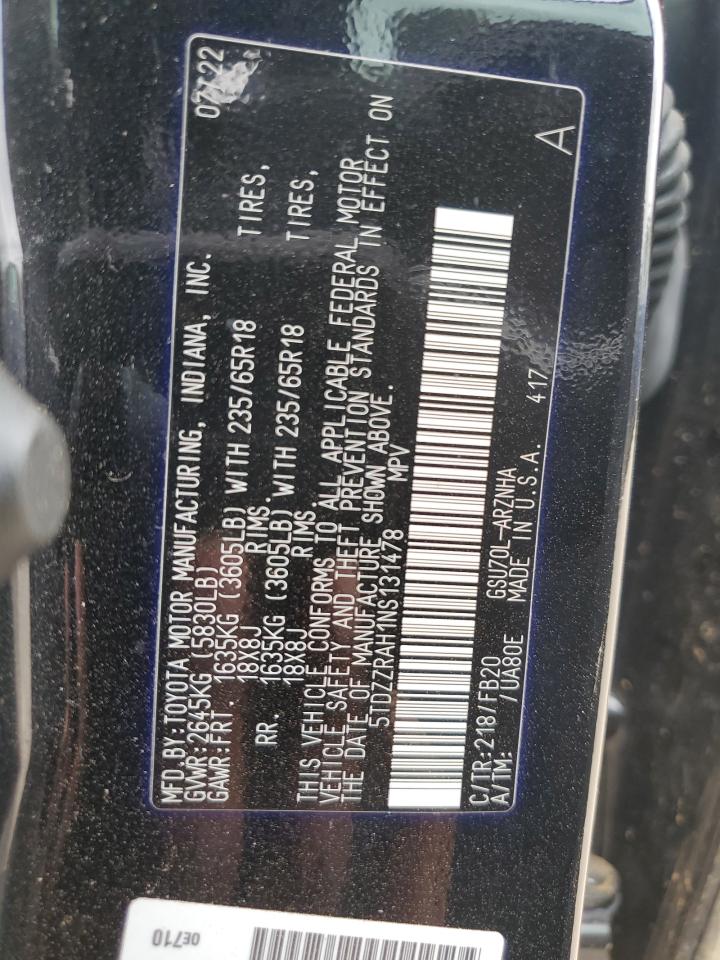 MFD.BY:TOYOTA MOTOR MANUFACTURING, INDIANA, INC. 07/22
GVWR:2645KG (5830LB)
GAWR:FRT. 1635KG (3605LB) WITH 235/65R18 TIRES,
18X8J RIMS,
RR. 1635KG (3605LB) WITH 235/65R18 TIRES,
18X8J RIMS,
THIS VEHICLE CONFORMS TO ALL APPLICABLE FEDERAL MOTOR
VEHICLE SAFETY AND THEFT PREVENTION STANDARDS IN EFFECT ON
THE DATE OF MANUFACTURE SHOWN ABOVE.
5TDZZRAH1NS131478 MPV
C/TR:218/FB20 GSU70L-ARZNHA
A/TM: /UA80E MADE IN U.S.A. 417
A
0E710